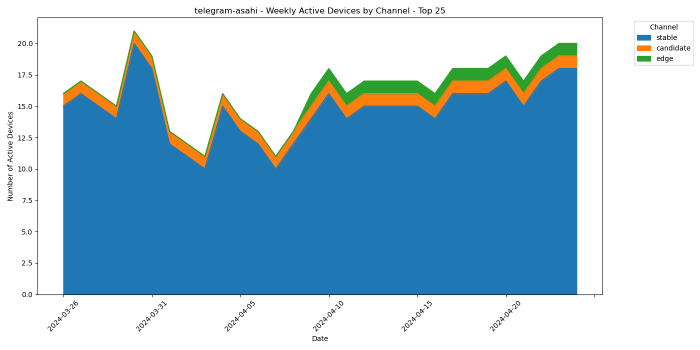 telegram-asahi - Weekly Active Devices by Channel - Top 25
Channel
stable
candidate
edge
Number of Active Devices
20.0
17.5
15.0
12.5
10.0
7.5
5.0
2.5
0.0
2024-03-26
2024-03-31
2024-04-05
2024-04-10
2024-04-15
2024-04-20
Date